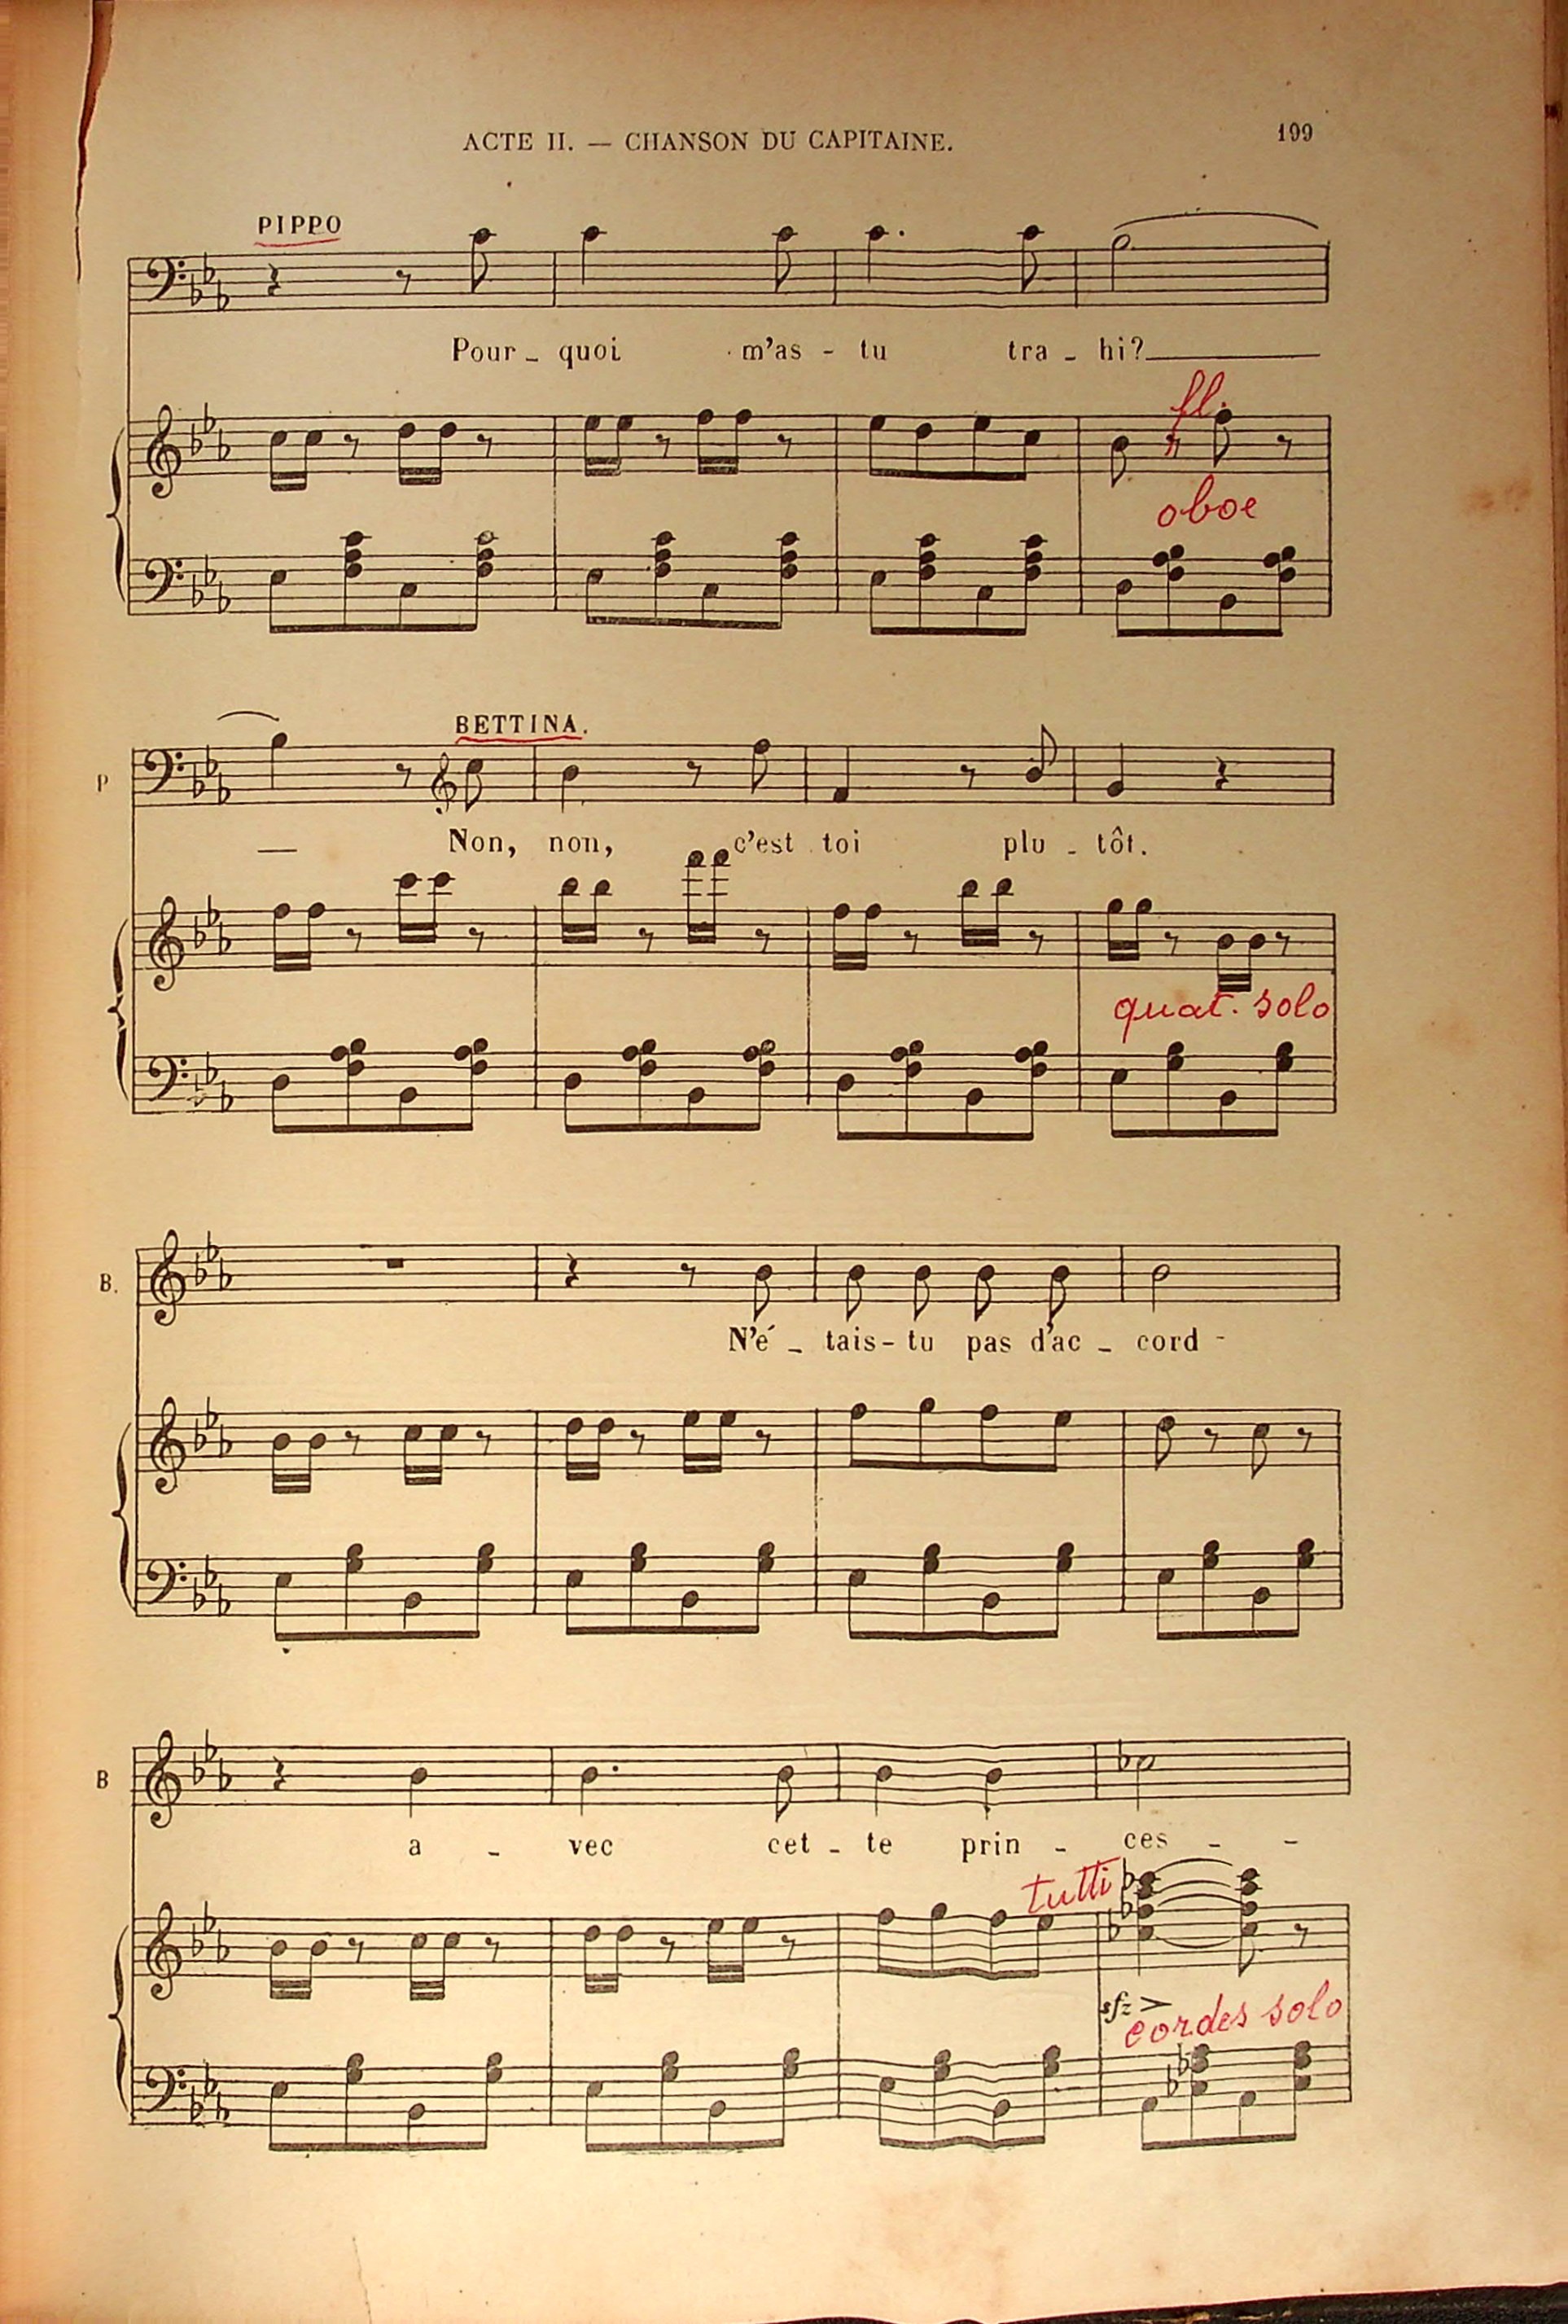 ACTE II. — CHANSON DU CAPITAINE. 199
PIPPO
Pour - quoi m'as - tu tra - hi?
fl.
oboe
BETTINA.
P
Non, non, c'est toi plu - tôt.
quat. solo
B.
N'é - tais - tu pas d'ac - cord -
B
a - vec cet - te prin - ces - -
tutti
sfz >
cordes solo